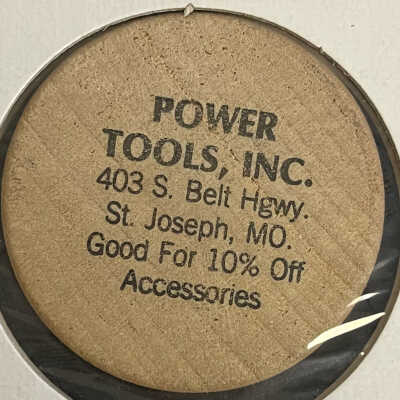 POWER
TOOLS, INC.
403 S. Belt Hgwy.
St. Joseph, MO.
Good For 10% Off
Accessories